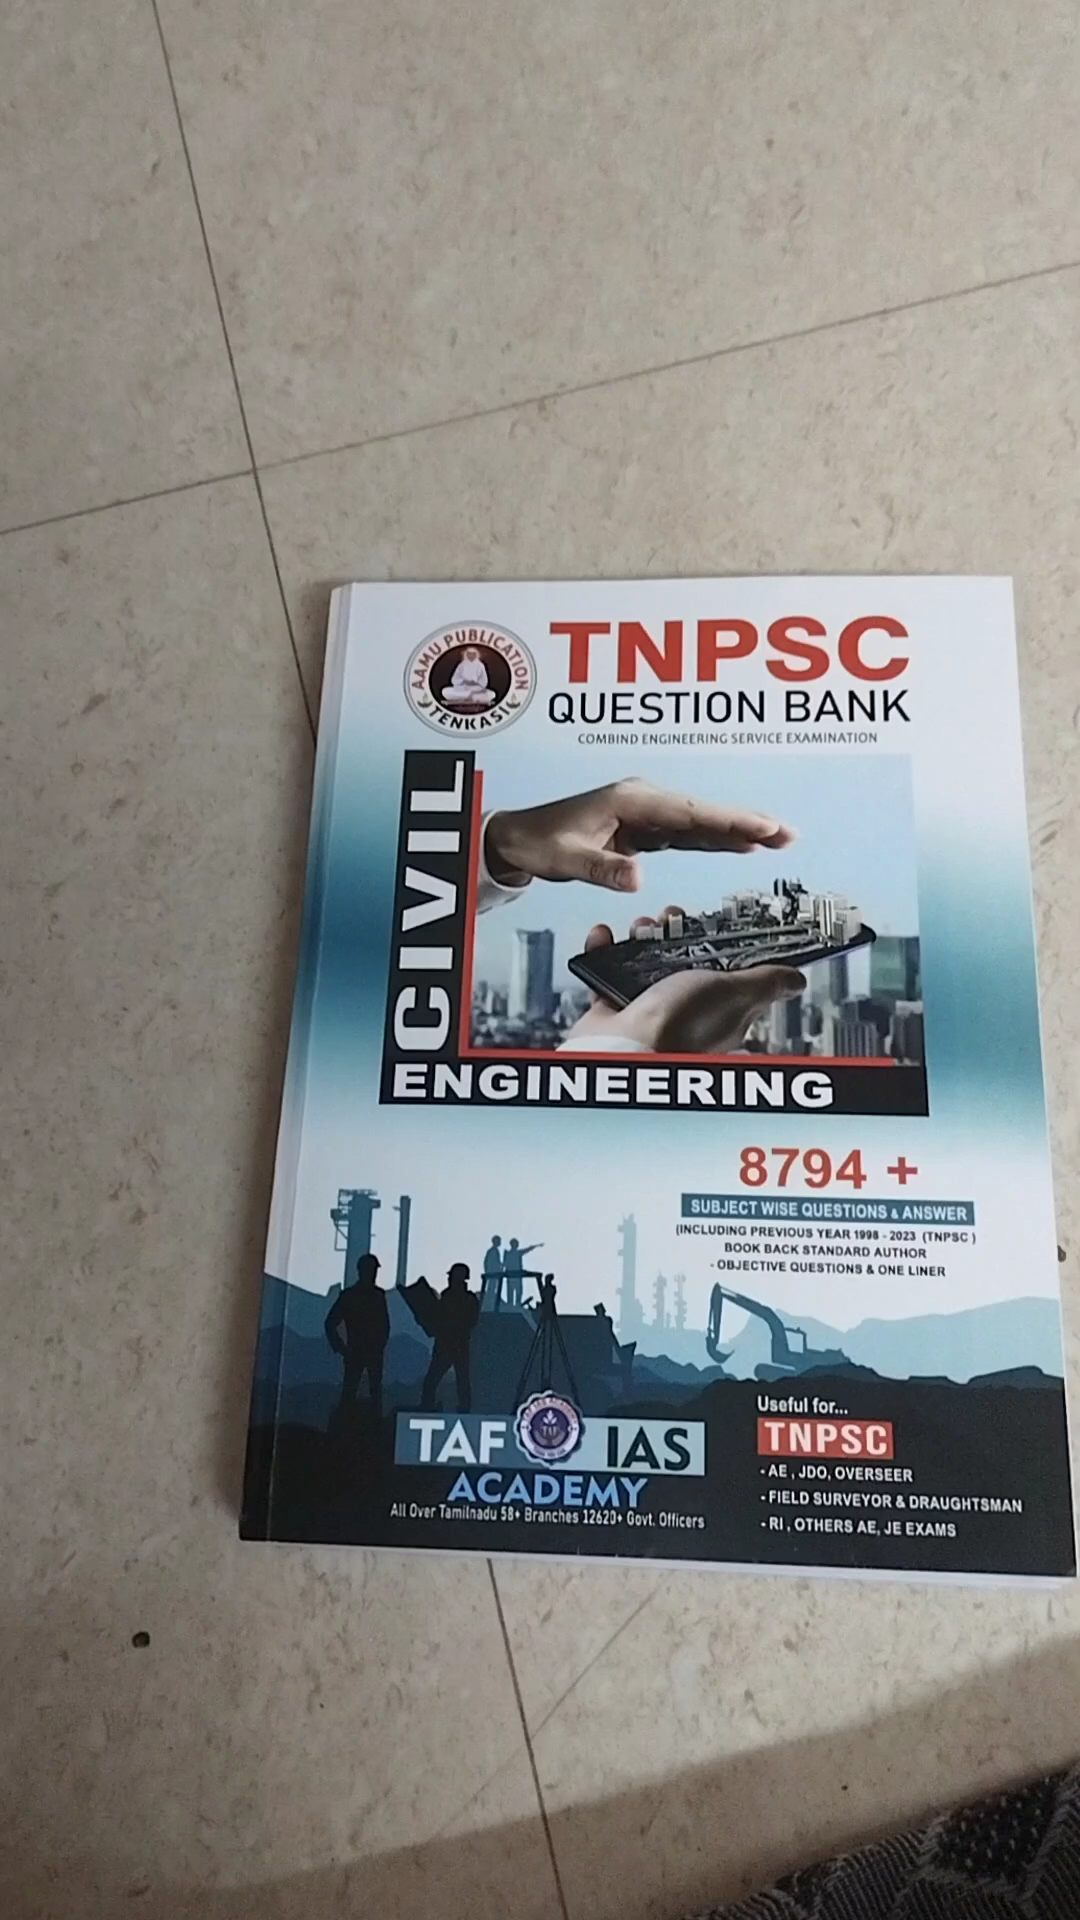 AAMU PUBLICATION
TENKASI
TNPSC
QUESTION BANK
COMBIND ENGINEERING SERVICE EXAMINATION
CIVIL
ENGINEERING
8794 +
SUBJECT WISE QUESTIONS & ANSWER
(INCLUDING PREVIOUS YEAR 1998 - 2023 (TNPSC )
BOOK BACK STANDARD AUTHOR
- OBJECTIVE QUESTIONS & ONE LINER
TAF IAS
ACADEMY
All Over Tamilnadu 58+ Branches 12620+ Govt. Officers
Useful for...
TNPSC
- AE , JDO, OVERSEER
- FIELD SURVEYOR & DRAUGHTSMAN
- RI , OTHERS AE, JE EXAMS